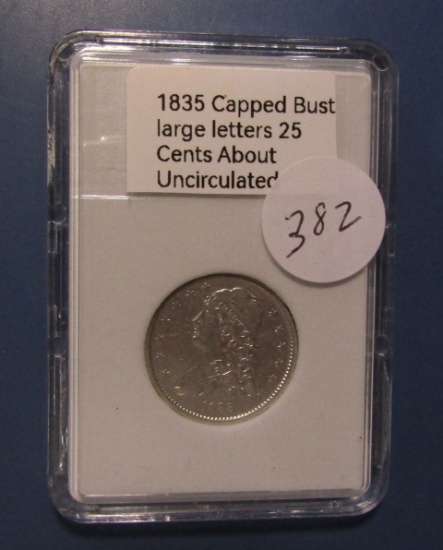 1835 Capped Bust
large letters 25
Cents About
Uncirculated
382